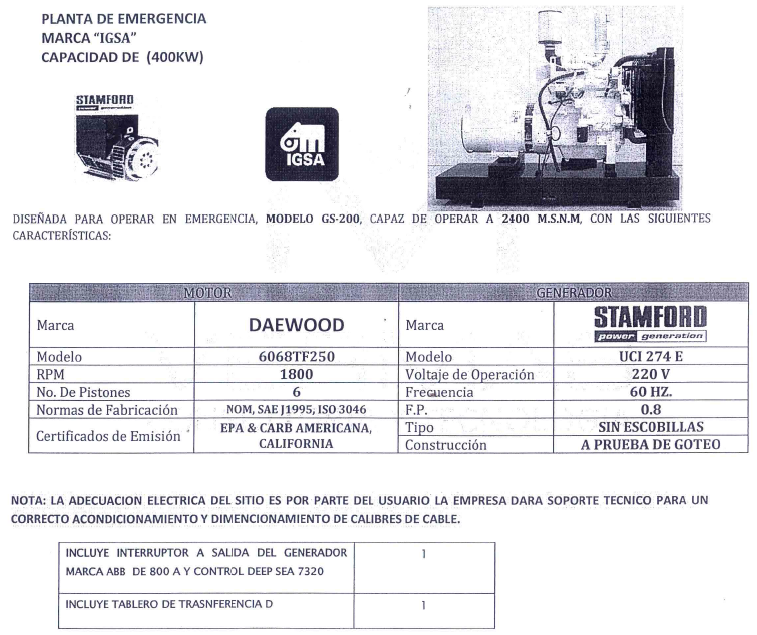 PLANTA DE EMERGENCIA
MARCA "IGSA"
CAPACIDAD DE (400KW)
STAMFORD
power generation
IGSA
DISEÑADA PARA OPERAR EN EMERGENCIA, MODELO GS-200, CAPAZ DE OPERAR A 2400 M.S.N.M, CON LAS SIGUIENTES
CARACTERÍSTICAS:
MOTOR GENERADOR
Marca DAEWOOD Marca STAMFORD
power generation
Modelo 6068TF250 Modelo UCI 274 E
RPM 1800 Voltaje de Operación 220 V
No. De Pistones 6 Frecuencia 60 HZ.
Normas de Fabricación NOM, SAE J1995, ISO 3046 F.P. 0.8
Certificados de Emisión EPA & CARB AMERICANA, Tipo SIN ESCOBILLAS
CALIFORNIA Construcción A PRUEBA DE GOTEO
NOTA: LA ADECUACION ELECTRICA DEL SITIO ES POR PARTE DEL USUARIO LA EMPRESA DARA SOPORTE TECNICO PARA UN
CORRECTO ACONDICIONAMIENTO Y DIMENCIONAMIENTO DE CALIBRES DE CABLE.
INCLUYE INTERRUPTOR A SALIDA DEL GENERADOR 1
MARCA ABB DE 800 A Y CONTROL DEEP SEA 7320
INCLUYE TABLERO DE TRASNFERENCIA D 1